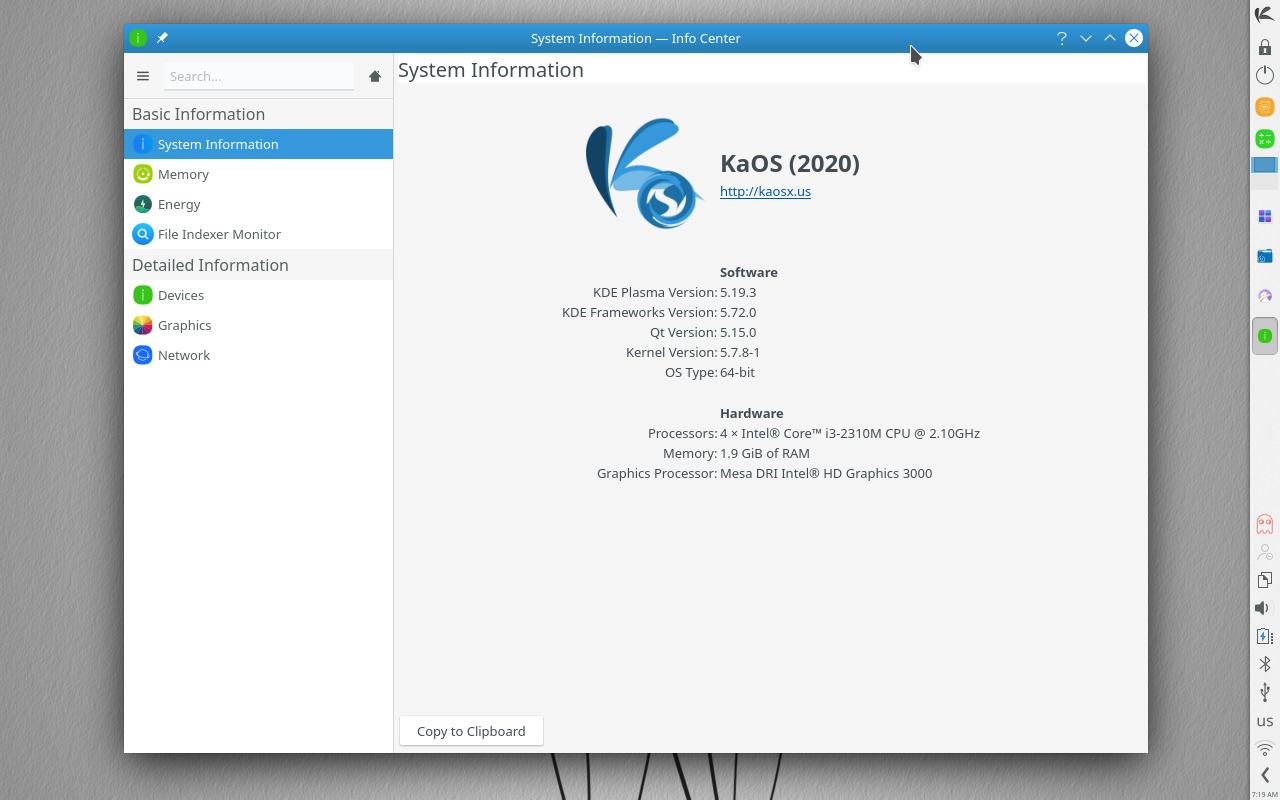 System Information — Info Center
Search...
System Information
Basic Information
System Information
Memory
Energy
File Indexer Monitor
Detailed Information
Devices
Graphics
Network
KaOS (2020)
http://kaosx.us
Software
KDE Plasma Version: 5.19.3
KDE Frameworks Version: 5.72.0
Qt Version: 5.15.0
Kernel Version: 5.7.8-1
OS Type: 64-bit
Hardware
Processors: 4 × Intel® Core™ i3-2310M CPU @ 2.10GHz
Memory: 1.9 GiB of RAM
Graphics Processor: Mesa DRI Intel® HD Graphics 3000
Copy to Clipboard
us
7:19 AM